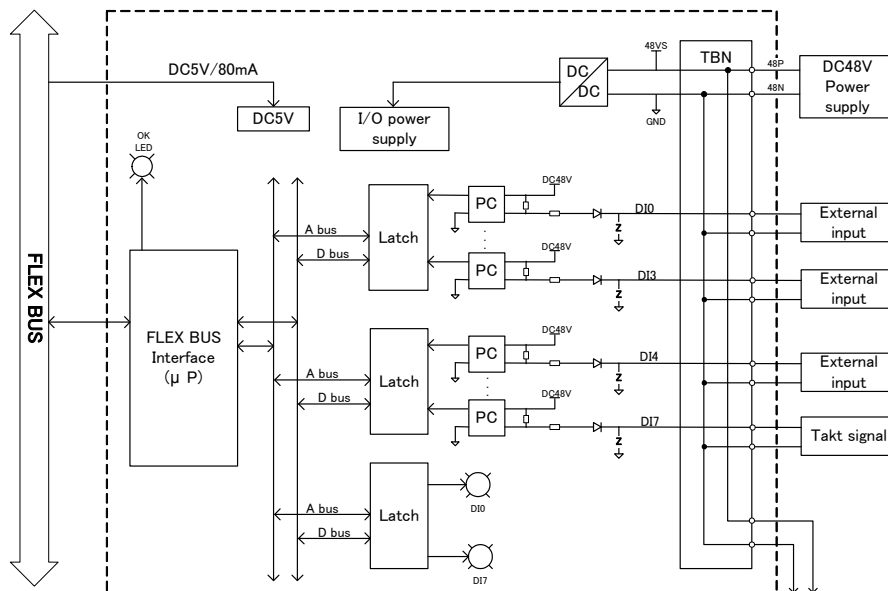 48VS
TBN
48P
DC48V
Power
supply
DC5V/80mA
DC
DC
48N
DC5V
I/O power
supply
GND
OK
LED
DC48V
PC
DI0
External
input
A bus
Latch
Z
D bus
DC48V
PC
DI3
External
input
Z
FLEX BUS
FLEX BUS
Interface
(μ P)
DC48V
PC
DI4
External
input
A bus
Latch
Z
D bus
DC48V
PC
DI7
Takt signal
Z
A bus
Latch
DI0
D bus
DI7